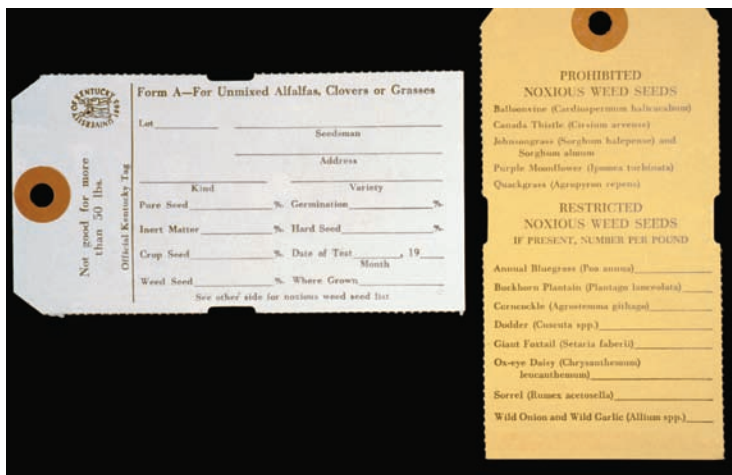 Form A—For Unmixed Alfalfas, Clovers or Grasses
Lot
Seedsman
Address
Kind Variety
Pure Seed % Germination %
Inert Matter % Hard Seed %
Crop Seed % Date of Test , 19
Month
Weed Seed % Where Grown
See other side for noxious weed seed list
Not good for more
than 50 lbs.
Official Kentucky Tag
UNIVERSITY OF KENTUCKY
PROHIBITED
NOXIOUS WEED SEEDS
Balloonvine (Cardiospermum halicacabum)
Canada Thistle (Cirsium arvense)
Johnsongrass (Sorghum halepense) and
Sorghum almum
Purple Moonflower (Ipomea turbinata)
Quackgrass (Agropyron repens)
RESTRICTED
NOXIOUS WEED SEEDS
IF PRESENT, NUMBER PER POUND
Annual Bluegrass (Poa annua)
Buckhorn Plantain (Plantago lanceolata)
Corncockle (Agrostemma githago)
Dodder (Cuscuta spp.)
Giant Foxtail (Setaria faberii)
Ox-eye Daisy (Chrysanthemum)
leucanthemum)
Sorrel (Rumex acetosella)
Wild Onion and Wild Garlic (Allium spp.)